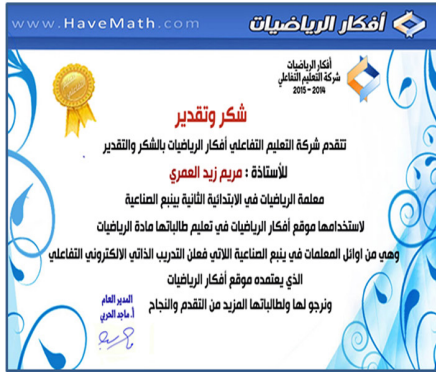 www.HaveMath.com
أفكار الرياضيات
أفكار الرياضيات
شركة التعليم التفاعلي
2014 - 2015
شكر وتقدير
تتقدم شركة التعليم التفاعلي أفكار الرياضيات بالشكر والتقدير
للأستاذة : مريم زيد العمري
معلمة الرياضيات في الابتدائية الثانية بينبع الصناعية
لاستخدامها موقع أفكار الرياضيات في تعليم طالباتها مادة الرياضيات
وهي من اوائل المعلمات في ينبع الصناعية اللاتي فعلن التدريب الذاتي الالكتروني التفاعلي
الذي يعتمده موقع أفكار الرياضيات
ونرجو لها ولطالباتها المزيد من التقدم والنجاح
المدير العام
أ. ماجد الحربي